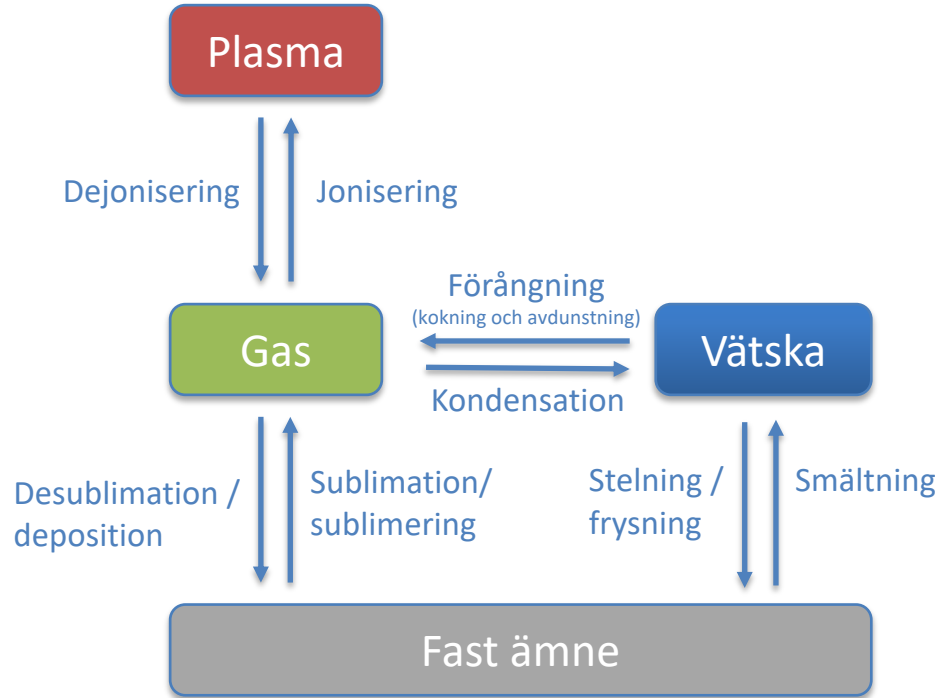 Plasma
Dejonisering
Jonisering
Förångning
(kokning och avdunstning)
Gas
Vätska
Kondensation
Desublimation /
deposition
Sublimation/
sublimering
Stelning /
frysning
Smältning
Fast ämne